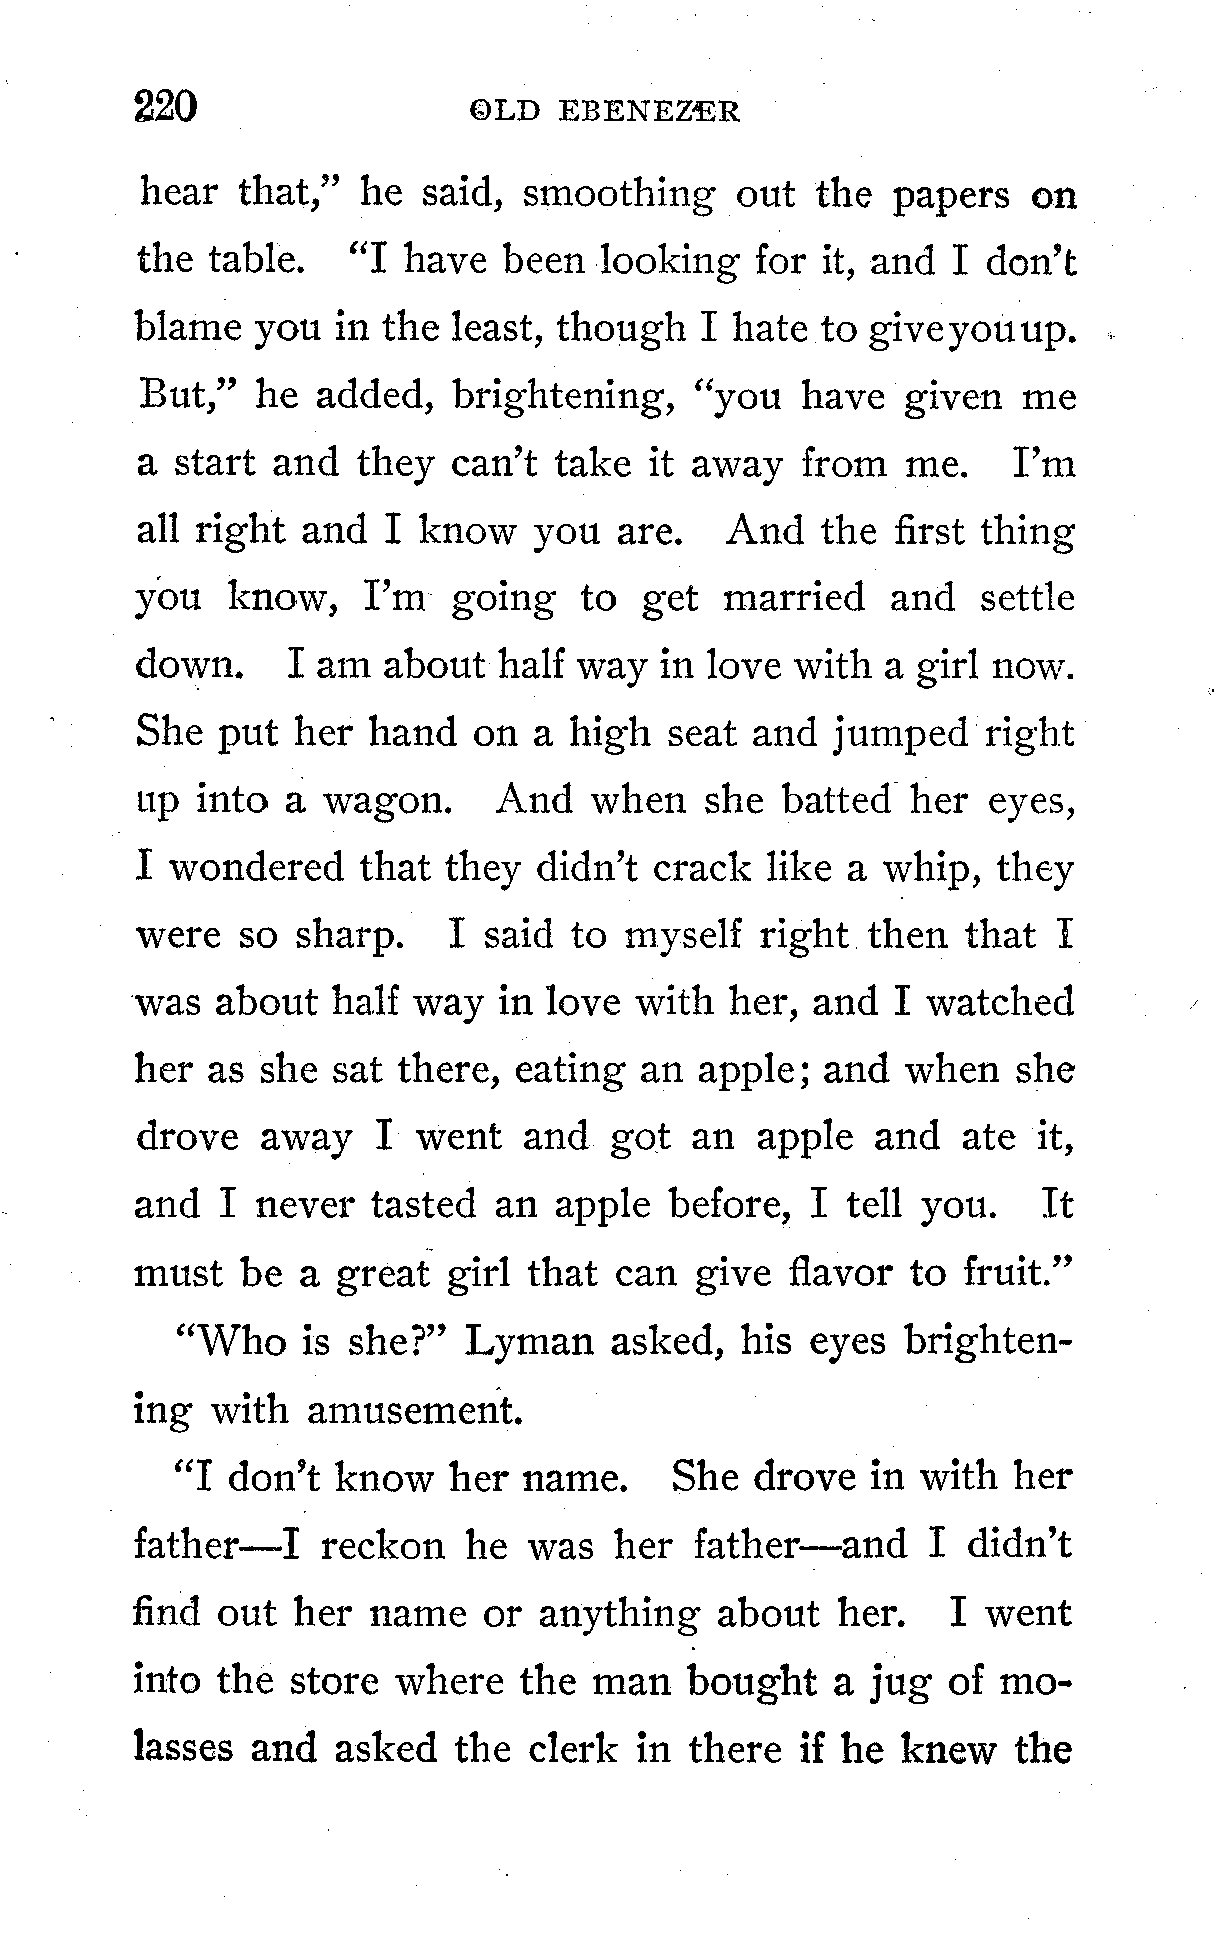 220 OLD EBENEZER
hear that,” he said, smoothing out the papers on
the table. “I have been looking for it, and I don’t
blame you in the least, though I hate to give you up.
But,” he added, brightening, “you have given me
a start and they can’t take it away from me. I’m
all right and I know you are. And the first thing
you know, I’m going to get married and settle
down. I am about half way in love with a girl now.
She put her hand on a high seat and jumped right
up into a wagon. And when she batted her eyes,
I wondered that they didn’t crack like a whip, they
were so sharp. I said to myself right then that I
was about half way in love with her, and I watched
her as she sat there, eating an apple; and when she
drove away I went and got an apple and ate it,
and I never tasted an apple before, I tell you. It
must be a great girl that can give flavor to fruit.”
“Who is she?” Lyman asked, his eyes brighten-
ing with amusement.
“I don’t know her name. She drove in with her
father—I reckon he was her father—and I didn’t
find out her name or anything about her. I went
into the store where the man bought a jug of mo-
lasses and asked the clerk in there if he knew the